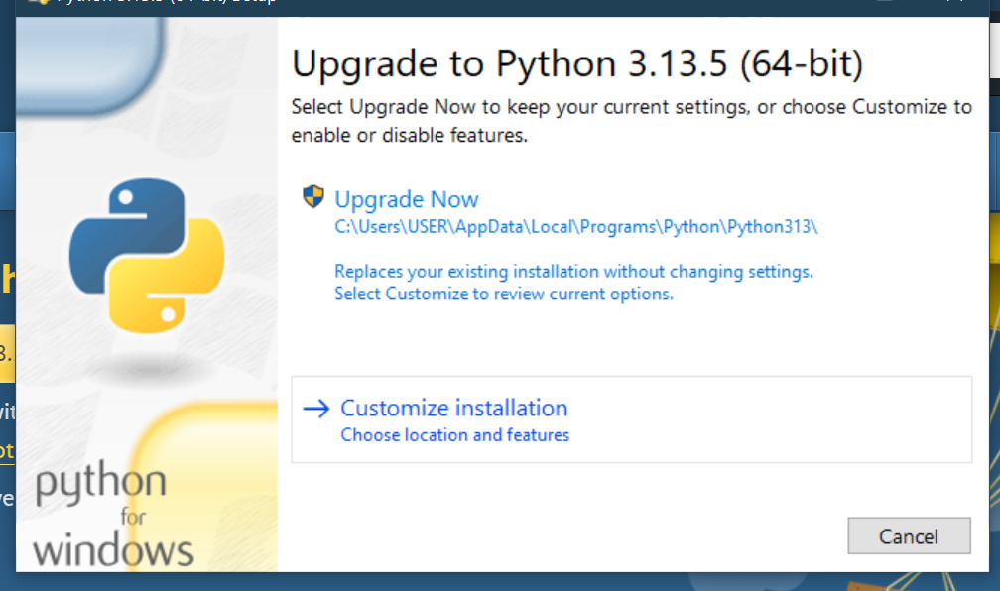 Upgrade to Python 3.13.5 (64-bit)
Select Upgrade Now to keep your current settings, or choose Customize to
enable or disable features.
Upgrade Now
C:\Users\USER\AppData\Local\Programs\Python\Python313\
Replaces your existing installation without changing settings.
Select Customize to review current options.
Customize installation
Choose location and features
python
for
windows
Cancel